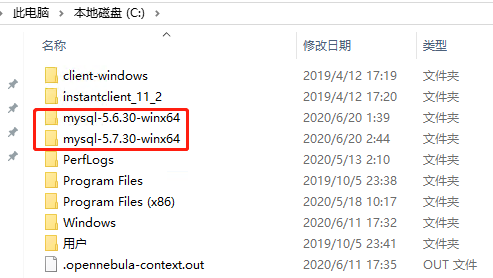 此电脑 › 本地磁盘 (C:) ›
名称 修改日期 类型
client-windows 2019/4/12 17:19 文件夹
instantclient_11_2 2019/4/12 17:20 文件夹
mysql-5.6.30-winx64 2020/6/20 1:39 文件夹
mysql-5.7.30-winx64 2020/6/20 2:44 文件夹
PerfLogs 2020/5/13 2:10 文件夹
Program Files 2019/10/5 23:38 文件夹
Program Files (x86) 2020/5/18 10:17 文件夹
Windows 2020/6/11 17:32 文件夹
用户 2019/10/5 23:41 文件夹
.opennebula-context.out 2020/6/11 17:35 OUT 文件